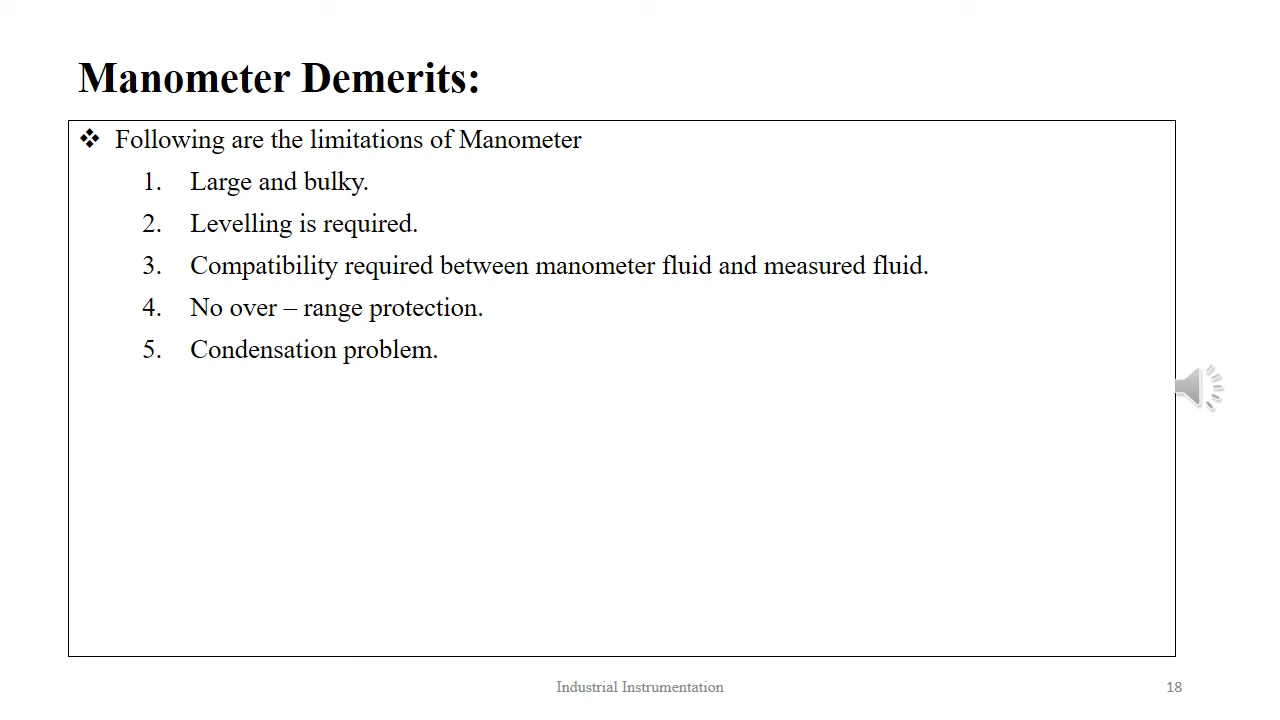 Manometer Demerits:
❖ Following are the limitations of Manometer
1. Large and bulky.
2. Levelling is required.
3. Compatibility required between manometer fluid and measured fluid.
4. No over – range protection.
5. Condensation problem.
Industrial Instrumentation
18